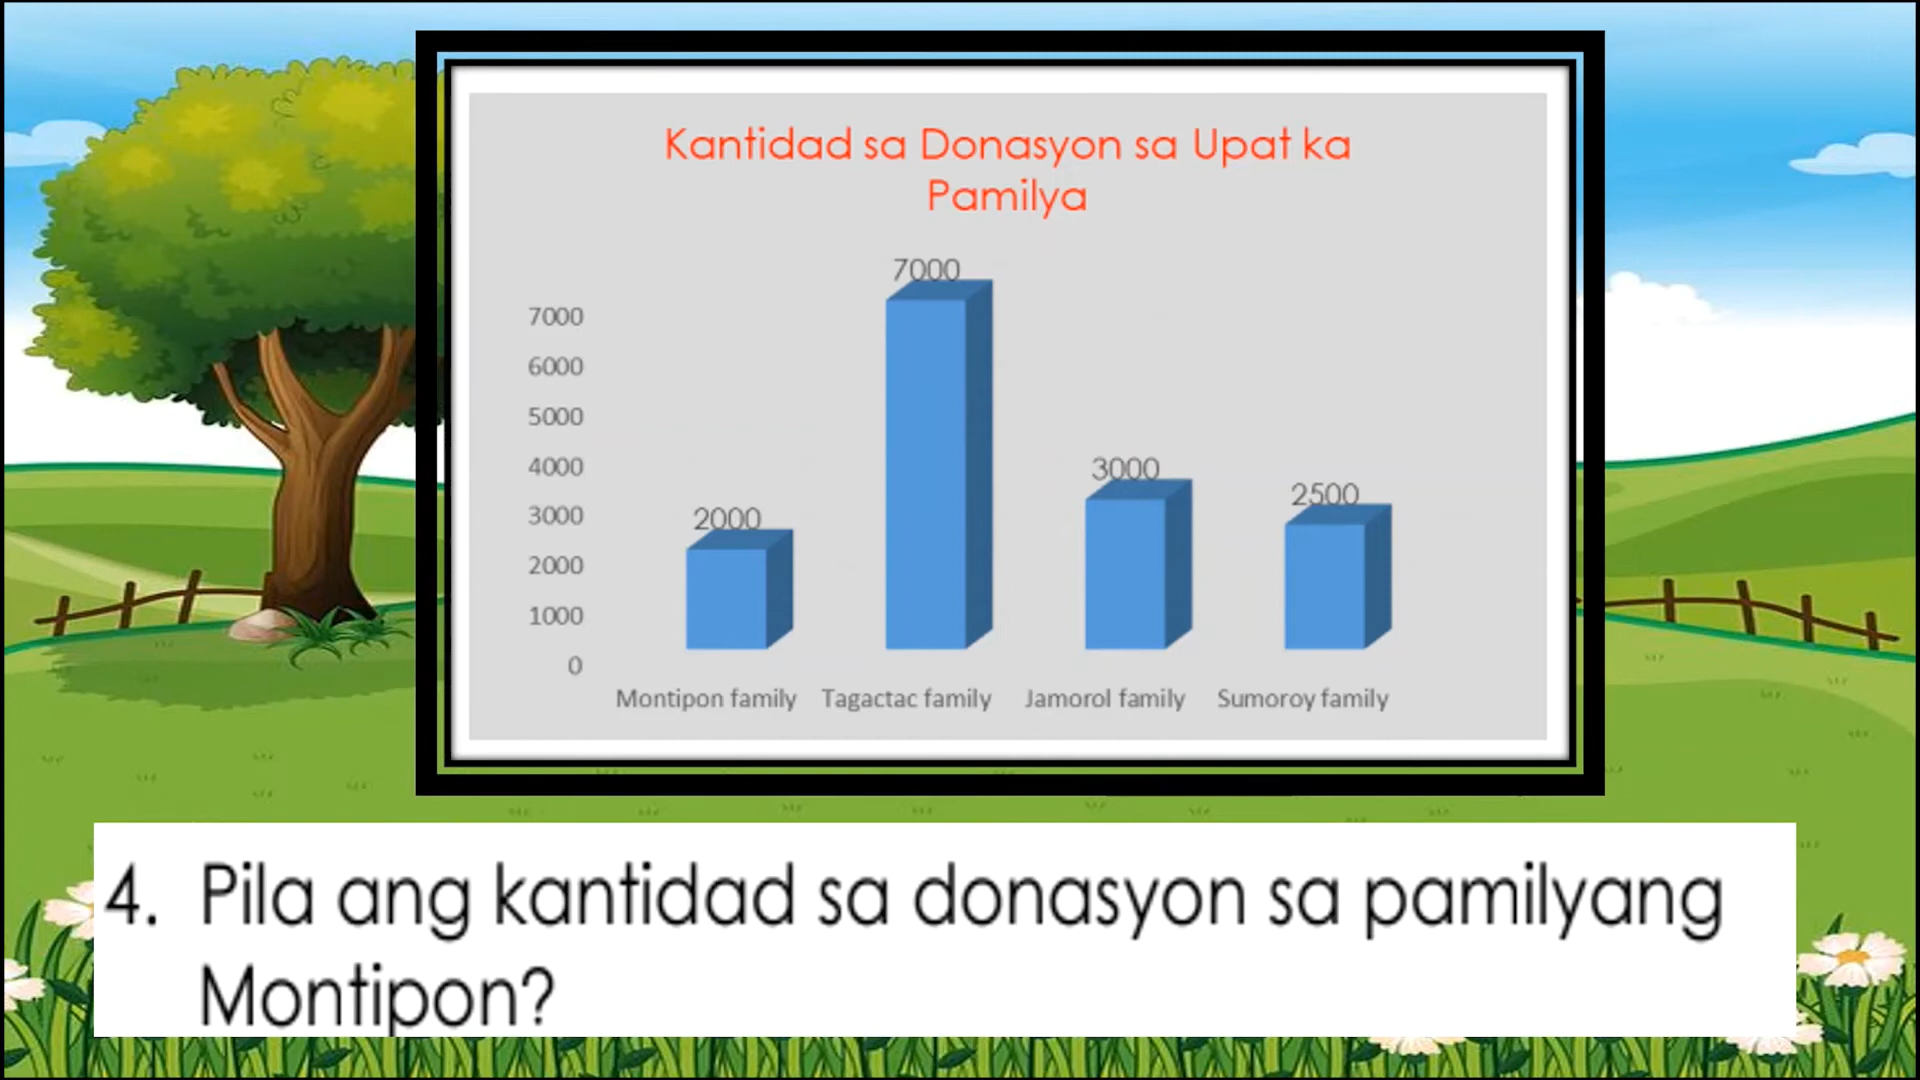 Kantidad sa Donasyon sa Upat ka
Pamilya
7000
7000
6000
5000
4000
3000
2000
1000
0
2000
3000
2500
Montipon family
Tagactac family
Jamorol family
Sumoroy family
4. Pila ang kantidad sa donasyon sa pamilyang
Montipon?